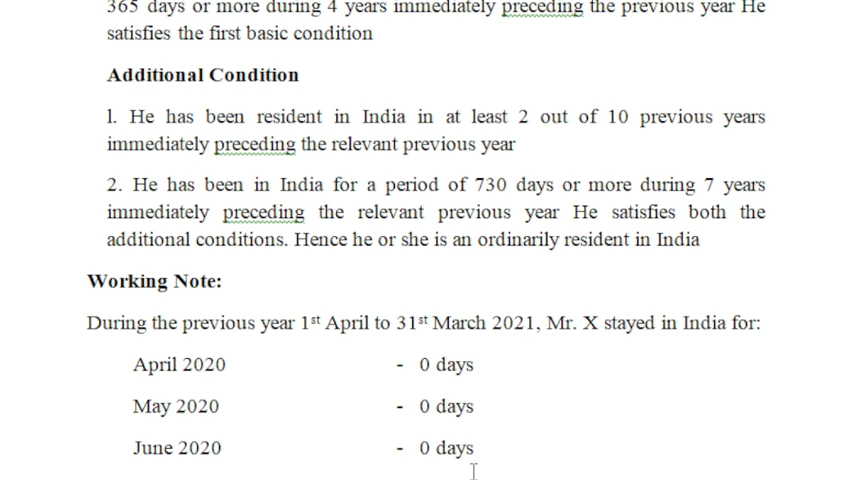 365 days or more during 4 years immediately preceding the previous year He
satisfies the first basic condition
Additional Condition
1. He has been resident in India in at least 2 out of 10 previous years
immediately preceding the relevant previous year
2. He has been in India for a period of 730 days or more during 7 years
immediately preceding the relevant previous year He satisfies both the
additional conditions. Hence he or she is an ordinarily resident in India
Working Note:
During the previous year 1st April to 31st March 2021, Mr. X stayed in India for:
April 2020 - 0 days
May 2020 - 0 days
June 2020 - 0 days